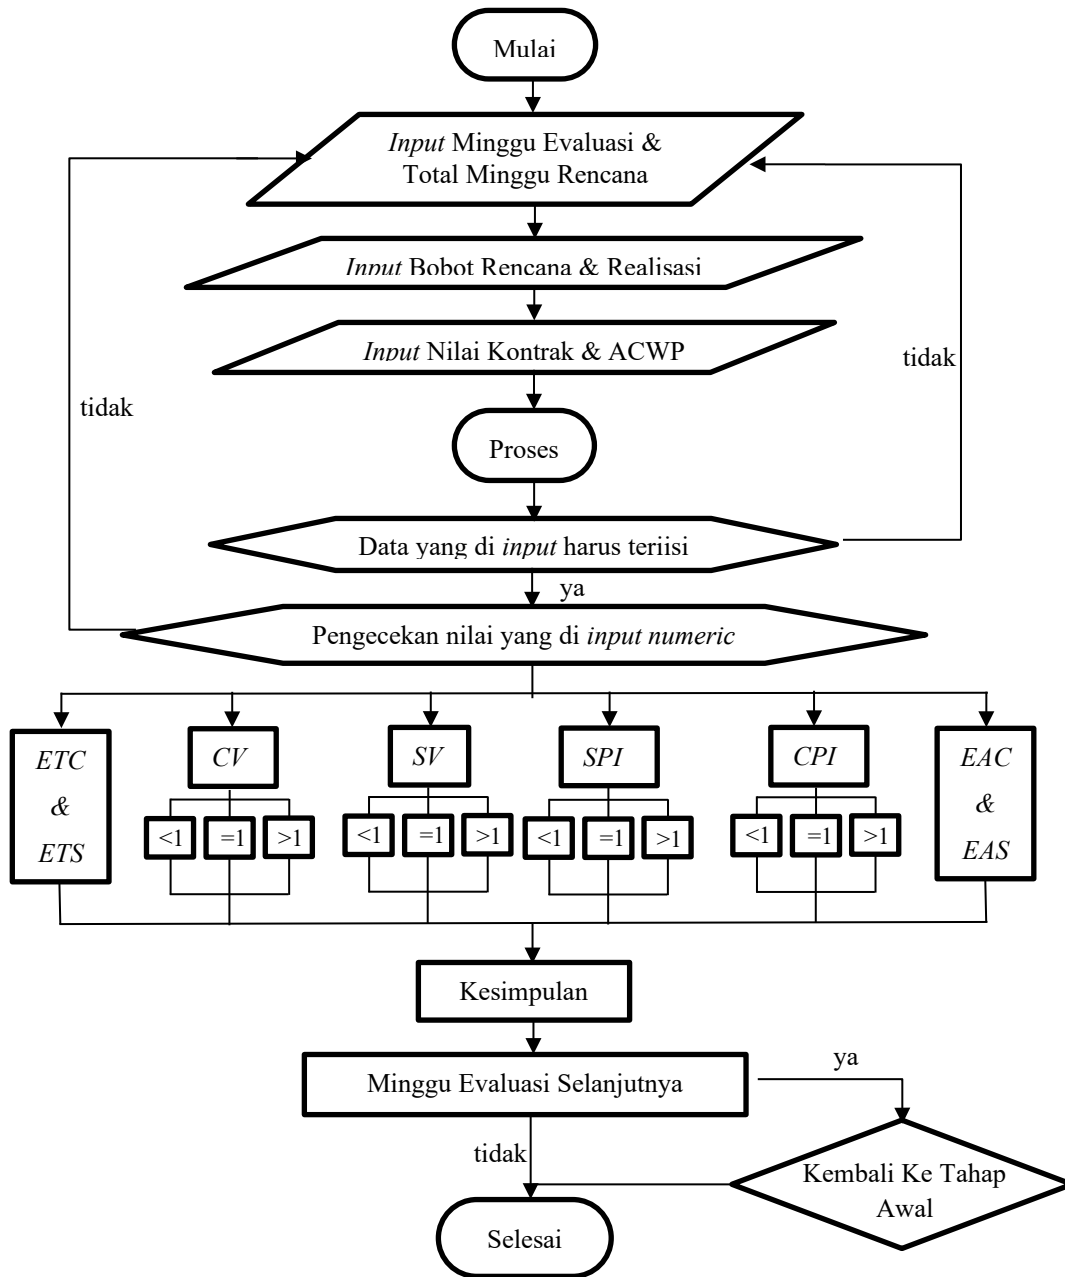 Mulai
Input Minggu Evaluasi &
Total Minggu Rencana
Input Bobot Rencana & Realisasi
Input Nilai Kontrak & ACWP
tidak
tidak
Proses
Data yang di input harus teriisi
ya
Pengecekan nilai yang di input numeric
ETC
&
ETS
CV
<1
=1
>1
SV
<1
=1
>1
SPI
<1
=1
>1
CPI
<1
=1
>1
EAC
&
EAS
Kesimpulan
Minggu Evaluasi Selanjutnya
ya
tidak
Kembali Ke Tahap
Awal
Selesai